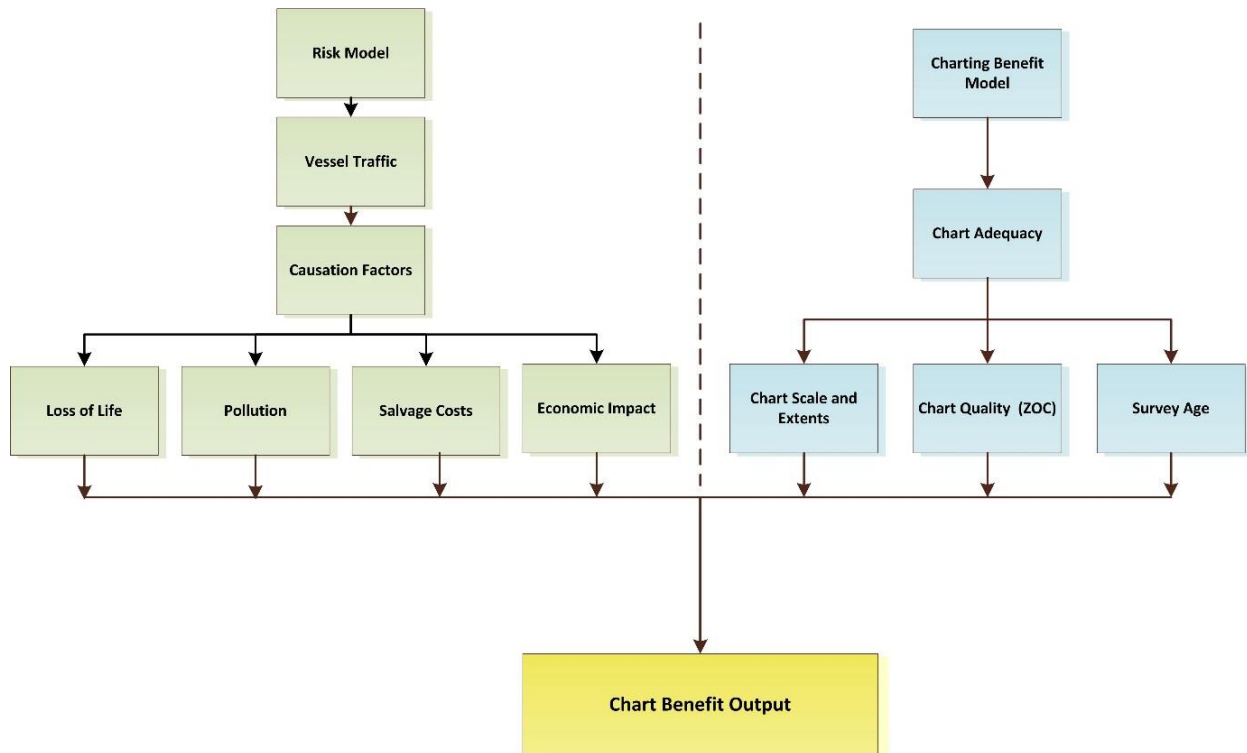 Risk Model
Charting Benefit
Model
Vessel Traffic
Chart Adequacy
Causation Factors
Loss of Life
Pollution
Salvage Costs
Economic Impact
Chart Scale and
Extents
Chart Quality (ZOC)
Survey Age
Chart Benefit Output